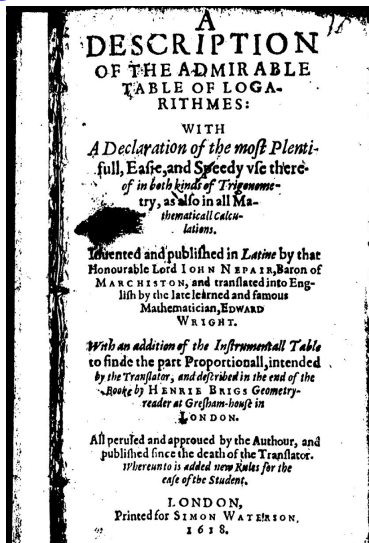 A
DESCRIPTION
OF THE ADMIRABLE
TABLE OF LOGA-
RITHMES:
WITH
A Declaration of the moſt Plenti-
full, Eaſie, and Speedy vſe there-
of in both kinds of Trigonome-
try, as alſo in all Ma-
thematicall Calcu-
lations.
Inuented and publiſhed in Latine by that
Honourable Lord IOHN NEPAIR, Baron of
MARCHISTON, and tranſlated into Eng-
liſh by the late learned and famous
Mathematician, EDWARD
WRIGHT.
With an addition of the Inſtrumentall Table
to finde the part Proportionall, intended
by the Tranſlator, and deſcribed in the end of the
Booke by HENRIE BRIGS Geometry-
reader at Greſham-houſe in
LONDON.
All peruſed and approued by the Authour, and
publiſhed ſince the death of the Tranſlator.
Whereunto is added new Rules for the
eaſe of the Student.
LONDON,
Printed for SIMON WATERSON,
1618.